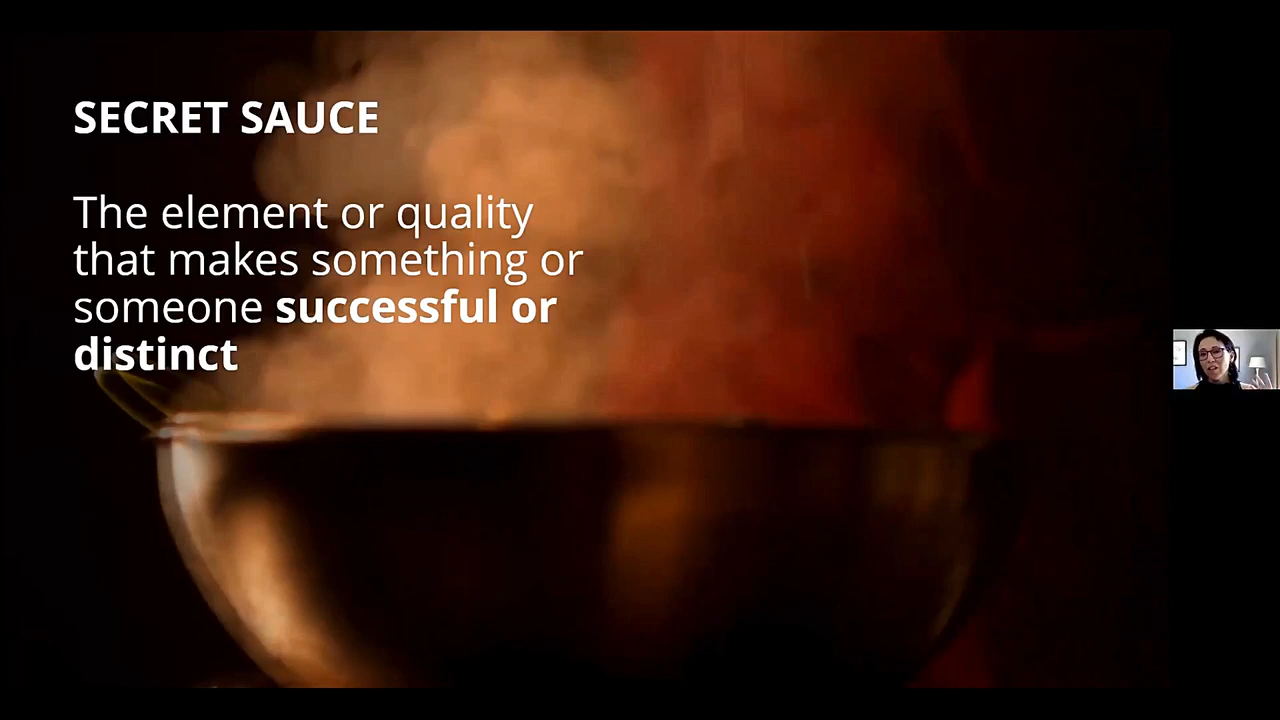 SECRET SAUCE
The element or quality
that makes something or
someone successful or
distinct